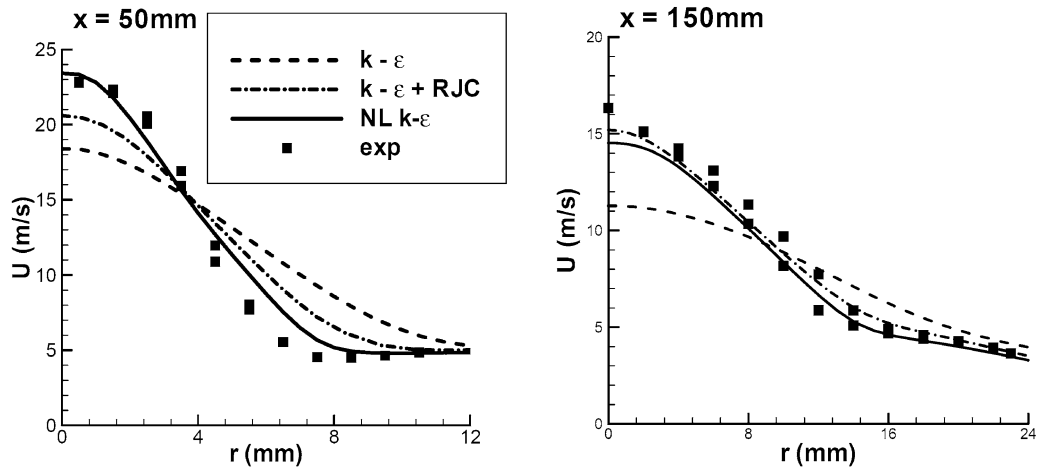 x = 50mm
k - ε
k - ε + RJC
NL k-ε
exp
25
20
15
10
5
0
U (m/s)
0 4 8 12
r (mm)
x = 150mm
20
15
10
5
0
U (m/s)
0 8 16 24
r (mm)